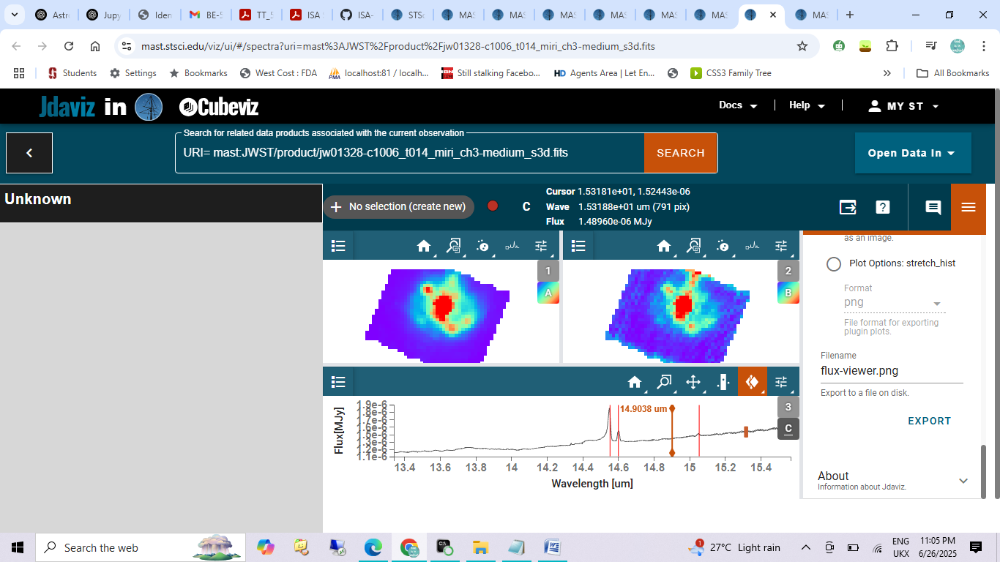 Astro
Jupy
Iden
BE-5
TT_5
ISA
ISA-
STSc
MAS
MAS
MAS
MAS
MAS
MAS
MAS
mast.stsci.edu/viz/ui/#/spectra?uri=mast%3AJWST%2Fproduct%2Fjw01328-c1006_t014_miri_ch3-medium_s3d.fits
Students
Settings
Bookmarks
West Cost : FDA
localhost:81 / localh...
Still stalking Facebo...
HD Agents Area | Let En...
CSS3 Family Tree
»
All Bookmarks
Jdaviz in Cubeviz
Docs
Help
MY ST
Search for related data products associated with the current observation
URI= mast:JWST/product/jw01328-c1006_t014_miri_ch3-medium_s3d.fits
SEARCH
Open Data In
Unknown
No selection (create new)
C
Cursor 1.53181e+01, 1.52443e-06
Wave 1.53188e+01 um (791 pix)
Flux 1.48960e-06 MJy
as an image.
Plot Options: stretch_hist
Format
png
File format for exporting
plugin plots.
Filename
flux-viewer.png
Export to a file on disk.
EXPORT
About
Information about Jdaviz.
1
A
2
B
3
C
Flux[MJy]
1.9e-6
1.8e-6
1.7e-6
1.6e-6
1.5e-6
1.3e-6
1.2e-6
1.1e-6
14.9038 um
13.4 13.6 13.8 14 14.2 14.4 14.6 14.8 15 15.2 15.4
Wavelength [um]
Search the web
1
27°C Light rain
ENG
UKX
11:05 PM
6/26/2025